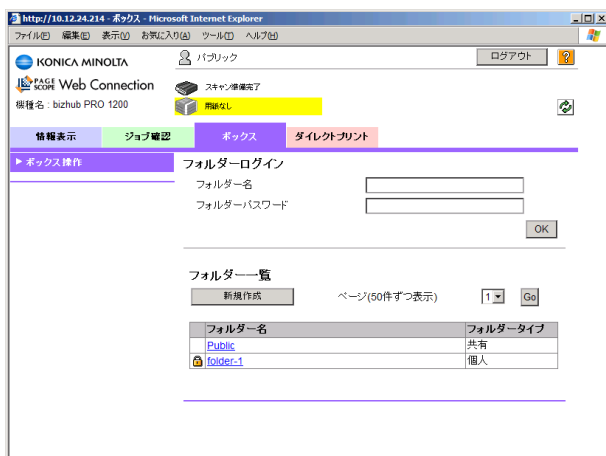 http://10.12.24.214 - ボックス - Microsoft Internet Explorer
ファイル(F) 編集(E) 表示(V) お気に入り(A) ツール(T) ヘルプ(H)
KONICA MINOLTA
パブリック
ログアウト
?
PAGE SCOPE Web Connection
スキャン準備完了
機種名 : bizhub PRO 1200
用紙なし
情報表示 ジョブ確認 ボックス ダイレクトプリント
ボックス操作
フォルダーログイン
フォルダー名
フォルダーパスワード
OK
フォルダー一覧
新規作成 ページ(50件ずつ表示) 1 Go
フォルダー名 フォルダータイプ
Public 共有
folder-1 個人